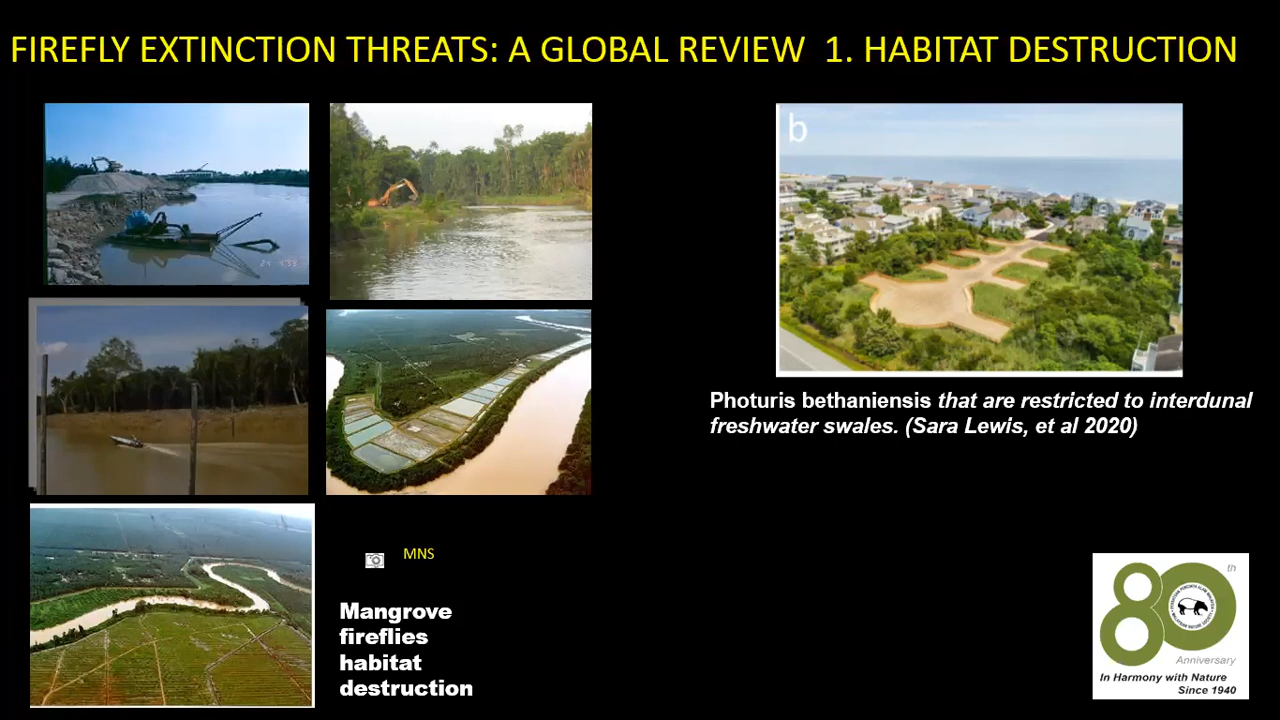 FIREFLY EXTINCTION THREATS: A GLOBAL REVIEW 1. HABITAT DESTRUCTION
b
Photuris bethaniensis that are restricted to interdunal
freshwater swales. (Sara Lewis, et al 2020)
MNS
Mangrove
fireflies
habitat
destruction
80th
Anniversary
In Harmony with Nature
Since 1940